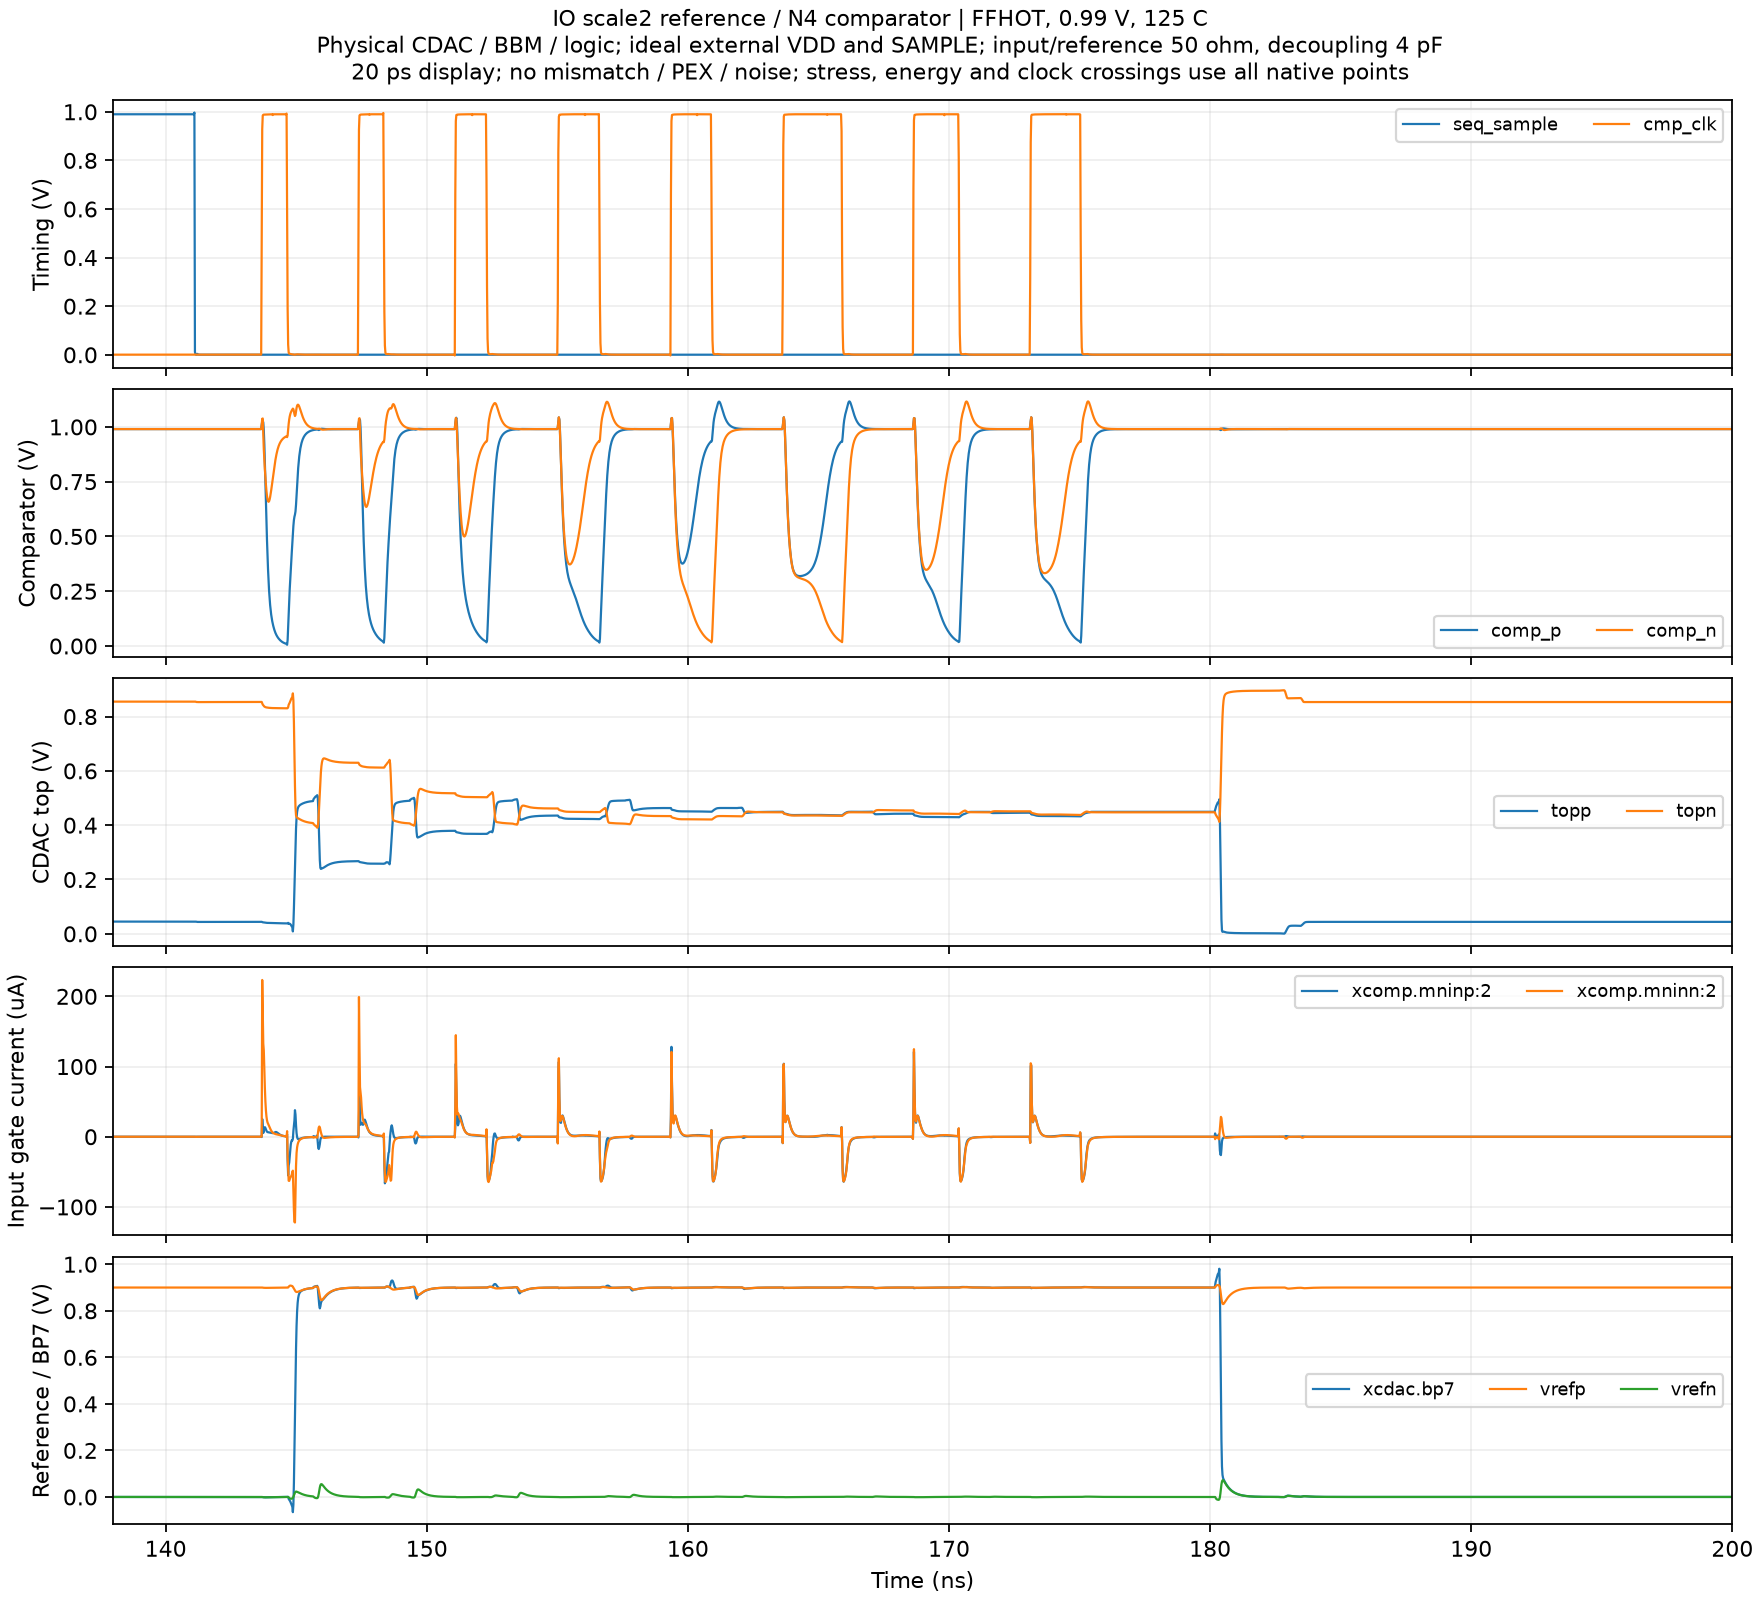 IO scale2 reference / N4 comparator | FFHOT, 0.99 V, 125 C
Physical CDAC / BBM / logic; ideal external VDD and SAMPLE; input/reference 50 ohm, decoupling 4 pF
20 ps display; no mismatch / PEX / noise; stress, energy and clock crossings use all native points
Timing (V)
1.0
0.8
0.6
0.4
0.2
0.0
seq_sample
cmp_clk
Comparator (V)
1.00
0.75
0.50
0.25
0.00
comp_p
comp_n
CDAC top (V)
0.8
0.6
0.4
0.2
0.0
topp
topn
Input gate current (uA)
200
100
0
−100
xcomp.mninp:2
xcomp.mninn:2
Reference / BP7 (V)
1.0
0.8
0.6
0.4
0.2
0.0
xcdac.bp7
vrefp
vrefn
140
150
160
170
180
190
200
Time (ns)